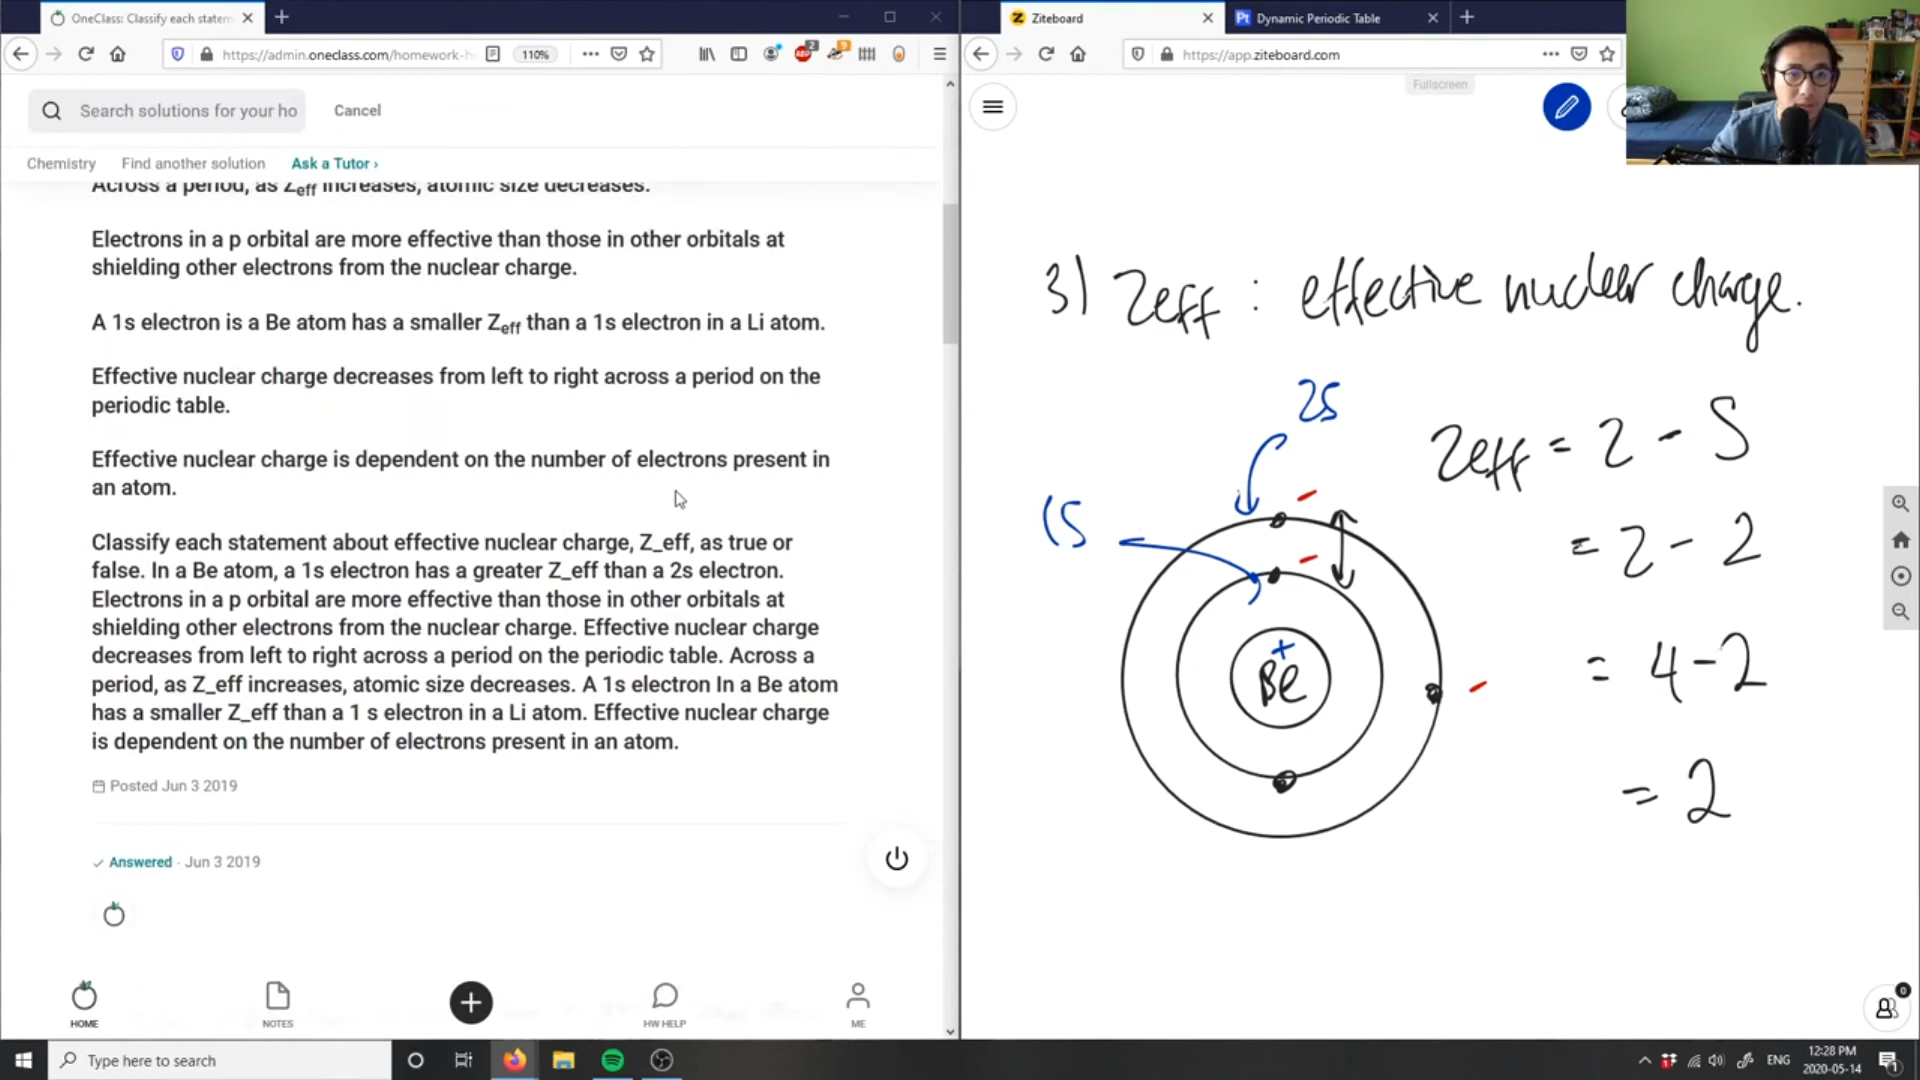 OneClass: Classify each statem
https://admin.oneclass.com/homework-h
110%
2
9
Search solutions for your ho
Cancel
Chemistry
Find another solution
Ask a Tutor ›
Across a period, as Zeff increases, atomic size decreases.
Electrons in a p orbital are more effective than those in other orbitals at
shielding other electrons from the nuclear charge.
A 1s electron is a Be atom has a smaller Zeff than a 1s electron in a Li atom.
Effective nuclear charge decreases from left to right across a period on the
periodic table.
Effective nuclear charge is dependent on the number of electrons present in
an atom.
Classify each statement about effective nuclear charge, Z_eff, as true or
false. In a Be atom, a 1s electron has a greater Z_eff than a 2s electron.
Electrons in a p orbital are more effective than those in other orbitals at
shielding other electrons from the nuclear charge. Effective nuclear charge
decreases from left to right across a period on the periodic table. Across a
period, as Z_eff increases, atomic size decreases. A 1s electron In a Be atom
has a smaller Z_eff than a 1 s electron in a Li atom. Effective nuclear charge
is dependent on the number of electrons present in an atom.
Posted Jun 3 2019
Answered · Jun 3 2019
HOME
NOTES
HW HELP
ME
Ziteboard
Pt Dynamic Periodic Table
https://app.ziteboard.com
Fullscreen
3) Zeff : effective nuclear charge.
2s
1s
+
Be
Zeff = Z - S
= Z - 2
= 4 - 2
= 2
0
Type here to search
ENG
12:28 PM
2020-05-14
1